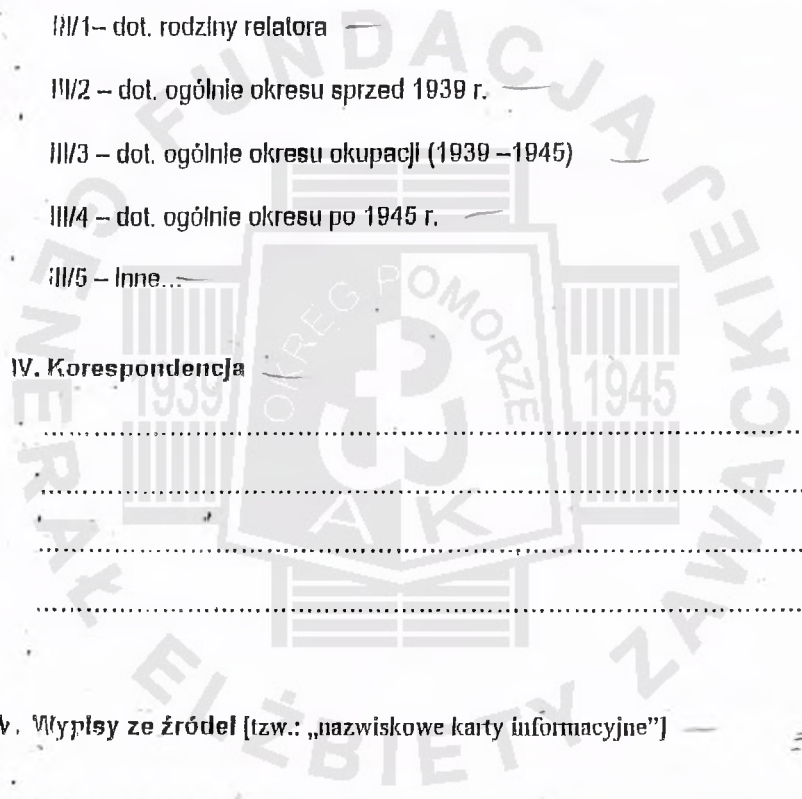 III/1– dot. rodziny relatora —
III/2 – dot. ogólnie okresu sprzed 1939 r. —
III/3 – dot. ogólnie okresu okupacji (1939 –1945) —
III/4 – dot. ogólnie okresu po 1945 r. —
III/5 – Inne... —
IV. Korespondencja —
V. Wypisy ze źródeł [tzw.: „nazwiskowe karty informacyjne”] —
FUNDACJA GENERAŁ ELŻBIETY ZAWACKIEJ
OKRĘG POMORZE
1939 1945
AK